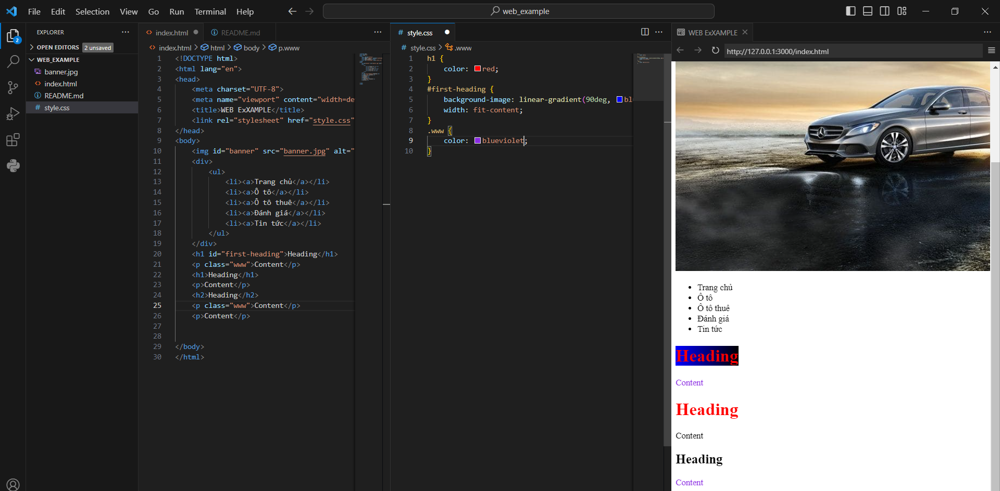 File Edit Selection View Go Run Terminal Help
web_example
EXPLORER
OPEN EDITORS 2 unsaved
WEB_EXAMPLE
banner.jpg
index.html
README.md
style.css
2
index.html README.md
index.html > html > body > p.www
1 <!DOCTYPE html>
2 <html lang="en">
3 <head>
4 <meta charset="UTF-8">
5 <meta name="viewport" content="width=de
6 <title>WEB ExXAMPLE</title>
7 <link rel="stylesheet" href="style.css"
8 </head>
9 <body>
10 <img id="banner" src="banner.jpg" alt="
11 <div>
12 <ul>
13 <li><a>Trang chủ</a></li>
14 <li><a>Ô tô</a></li>
15 <li><a>Ô tô thuê</a></li>
16 <li><a>Đánh giá</a></li>
17 <li><a>Tin tức</a></li>
18 </ul>
19 </div>
20 <h1 id="first-heading">Heading</h1>
21 <p class="www">Content</p>
22 <h1>Heading</h1>
23 <p>Content</p>
24 <h2>Heading</h2>
25 <p class="www">Content</p>
26 <p>Content</p>
27
28
29 </body>
30 </html>
style.css
style.css > .www
1 h1 {
2 color: red;
3 }
4 #first-heading {
5 background-image: linear-gradient(90deg, bl
6 width: fit-content;
7 }
8 .www {
9 color: blueviolet;
10 }
WEB ExXAMPLE
http://127.0.0.1:3000/index.html
• Trang chủ
• Ô tô
• Ô tô thuê
• Đánh giá
• Tin tức
Heading
Content
Heading
Content
Heading
Content